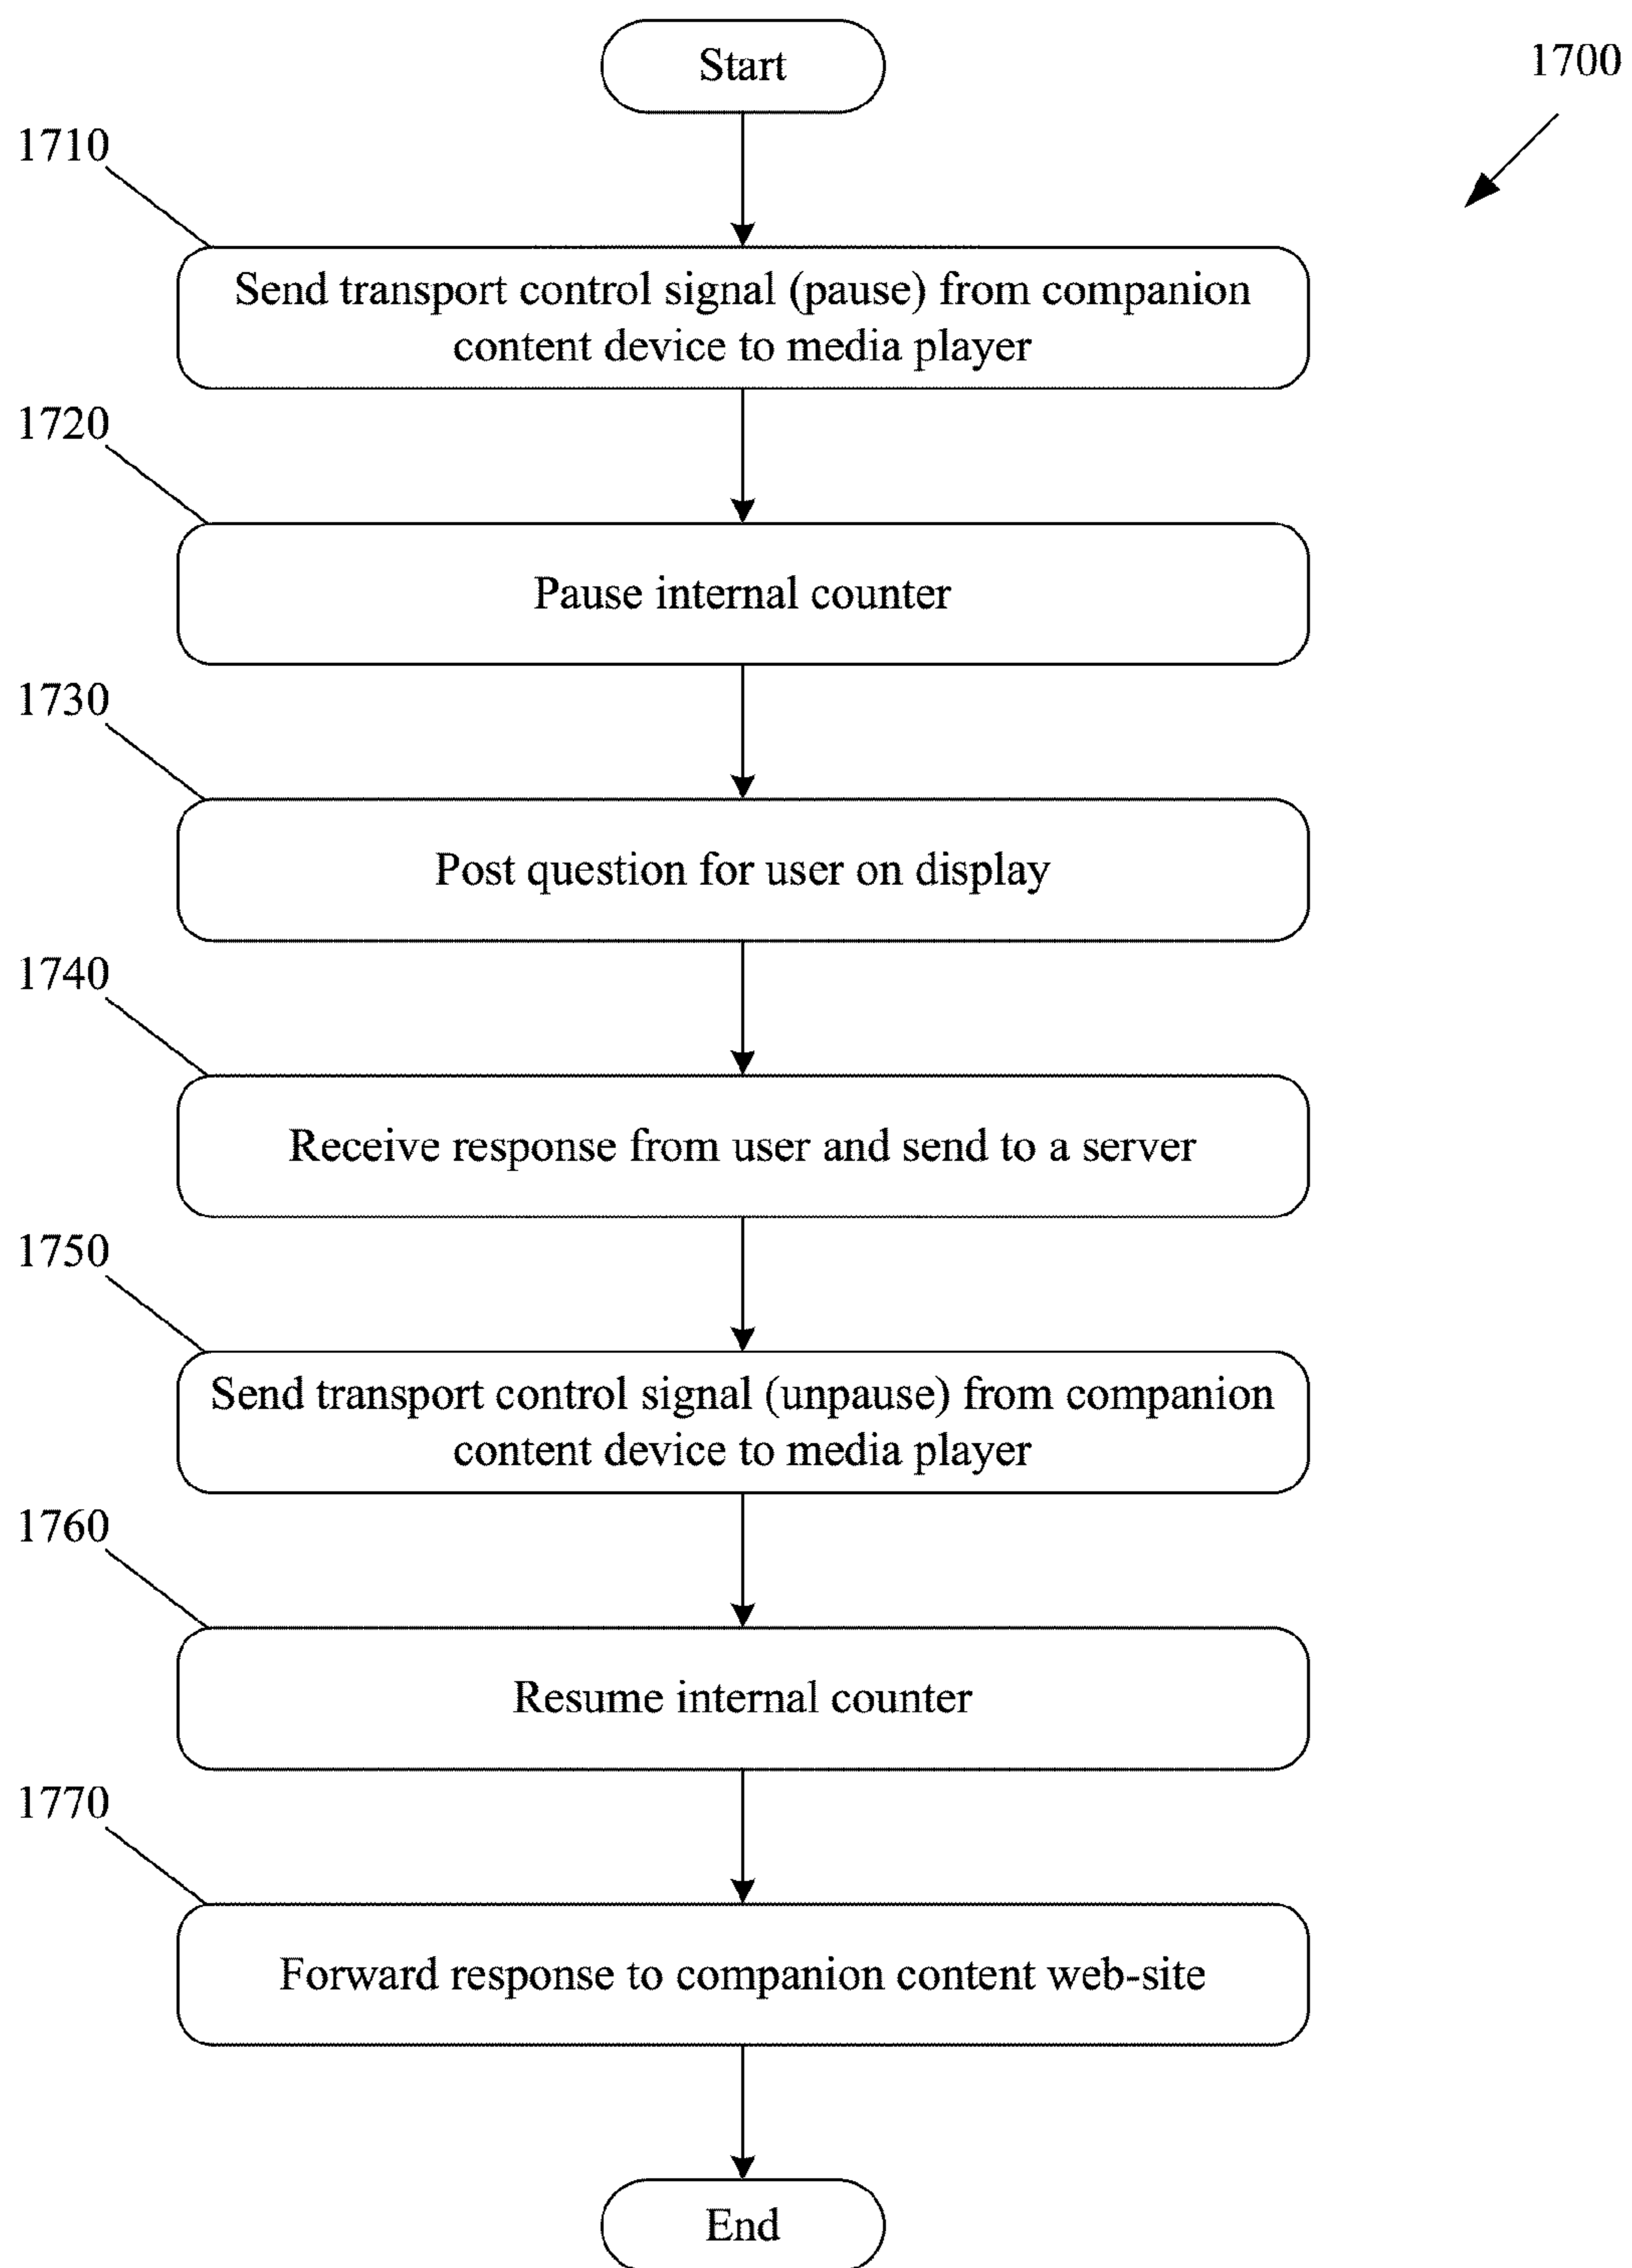 Start
1700
1710
Send transport control signal (pause) from companion
content device to media player
1720
Pause internal counter
1730
Post question for user on display
1740
Receive response from user and send to a server
1750
Send transport control signal (unpause) from companion
content device to media player
1760
Resume internal counter
1770
Forward response to companion content web-site
End